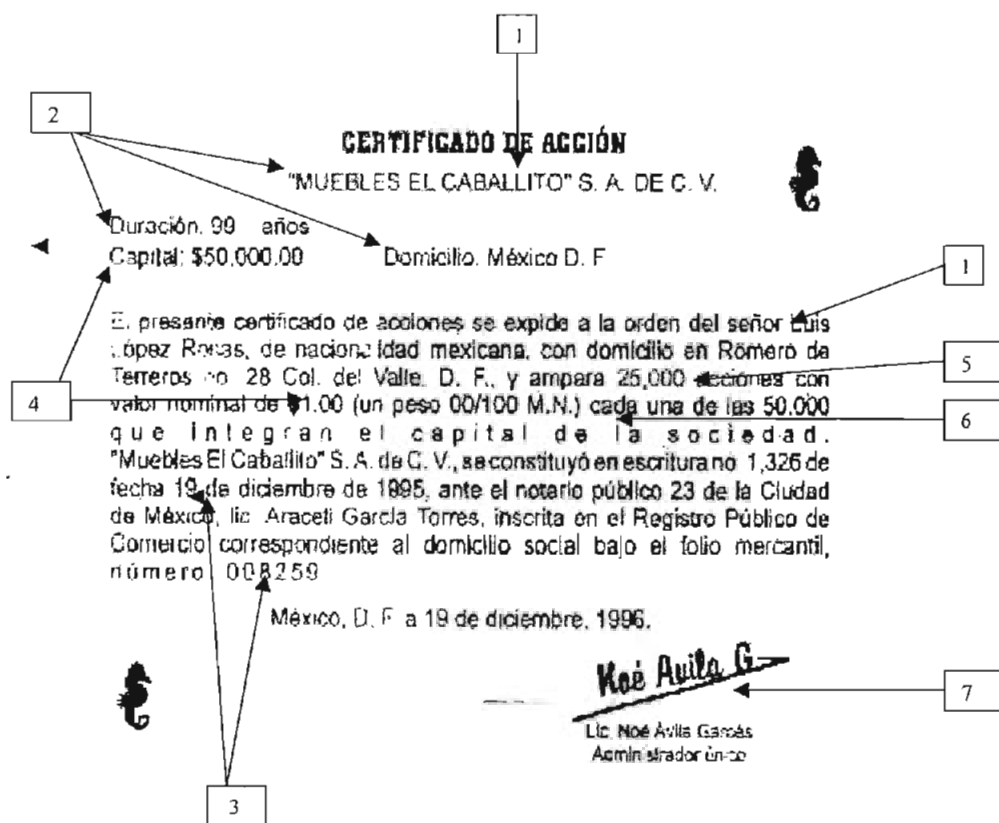 1
2
CERTIFICADO DE ACCIÓN
"MUEBLES EL CABALLITO" S. A. DE C. V.
Duración. 99 años
Capital: $50,000.00 Domicilio. México D. F
1
El presente certificado de acciones se expide a la orden del señor Luis
López Rojas, de nacionalidad mexicana, con domicilio en Romero de
Terreros no 28 Col. del Valle, D. F., y ampara 25,000 acciones con
5
4
valor nominal de $1.00 (un peso 00/100 M.N.) cada una de las 50.000
6
que integran el capital de la sociedad.
"Muebles El Caballito" S. A. de C. V., se constituyó en escritura no 1,326 de
fecha 19 de diciembre de 1995, ante el notario público 23 de la Ciudad
de México, lic Araceli García Torres, inscrita en el Registro Público de
Comercio correspondiente al domicilio social bajo el folio mercantil,
número 008259
México, D. F a 19 de diciembre, 1996.
Noé Avila G
7
Lic. Noé Ávila Garcés
Administrador único
3